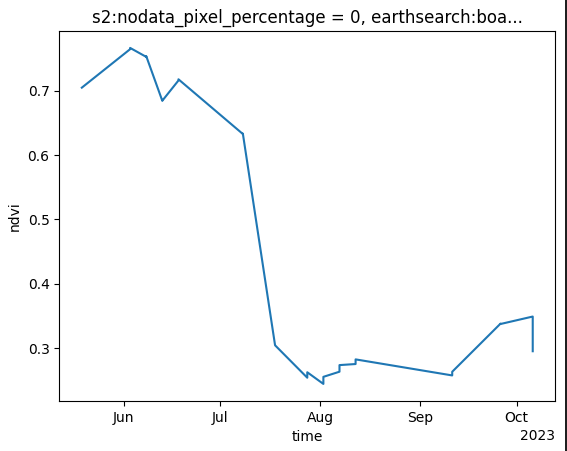 s2:nodata_pixel_percentage = 0, earthsearch:boa...
0.7
0.6
0.5
0.4
0.3
ndvi
Jun Jul Aug Sep Oct
time
2023